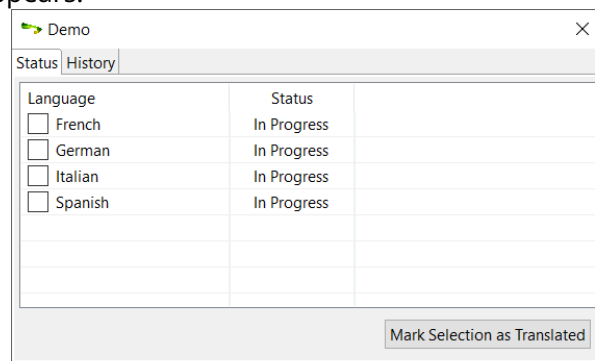 appears.
Demo
Status History
Language Status
French In Progress
German In Progress
Italian In Progress
Spanish In Progress
Mark Selection as Translated